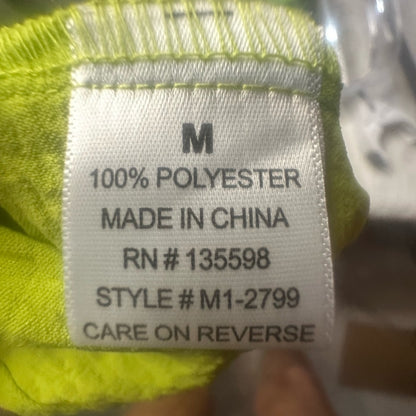 M
100% POLYESTER
MADE IN CHINA
RN # 135598
STYLE # M1-2799
CARE ON REVERSE